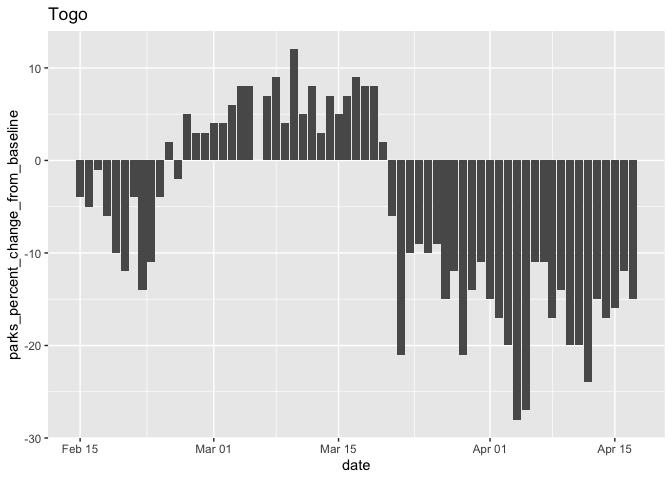 Togo
parks_percent_change_from_baseline
10
0
-10
-20
-30
Feb 15 Mar 01 Mar 15 Apr 01 Apr 15
date